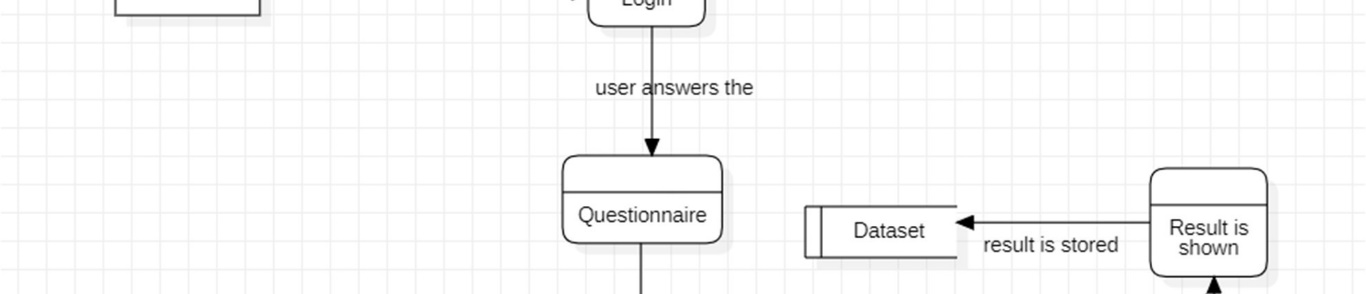 Login
user answers the
Questionnaire
Dataset
result is stored
Result is
shown